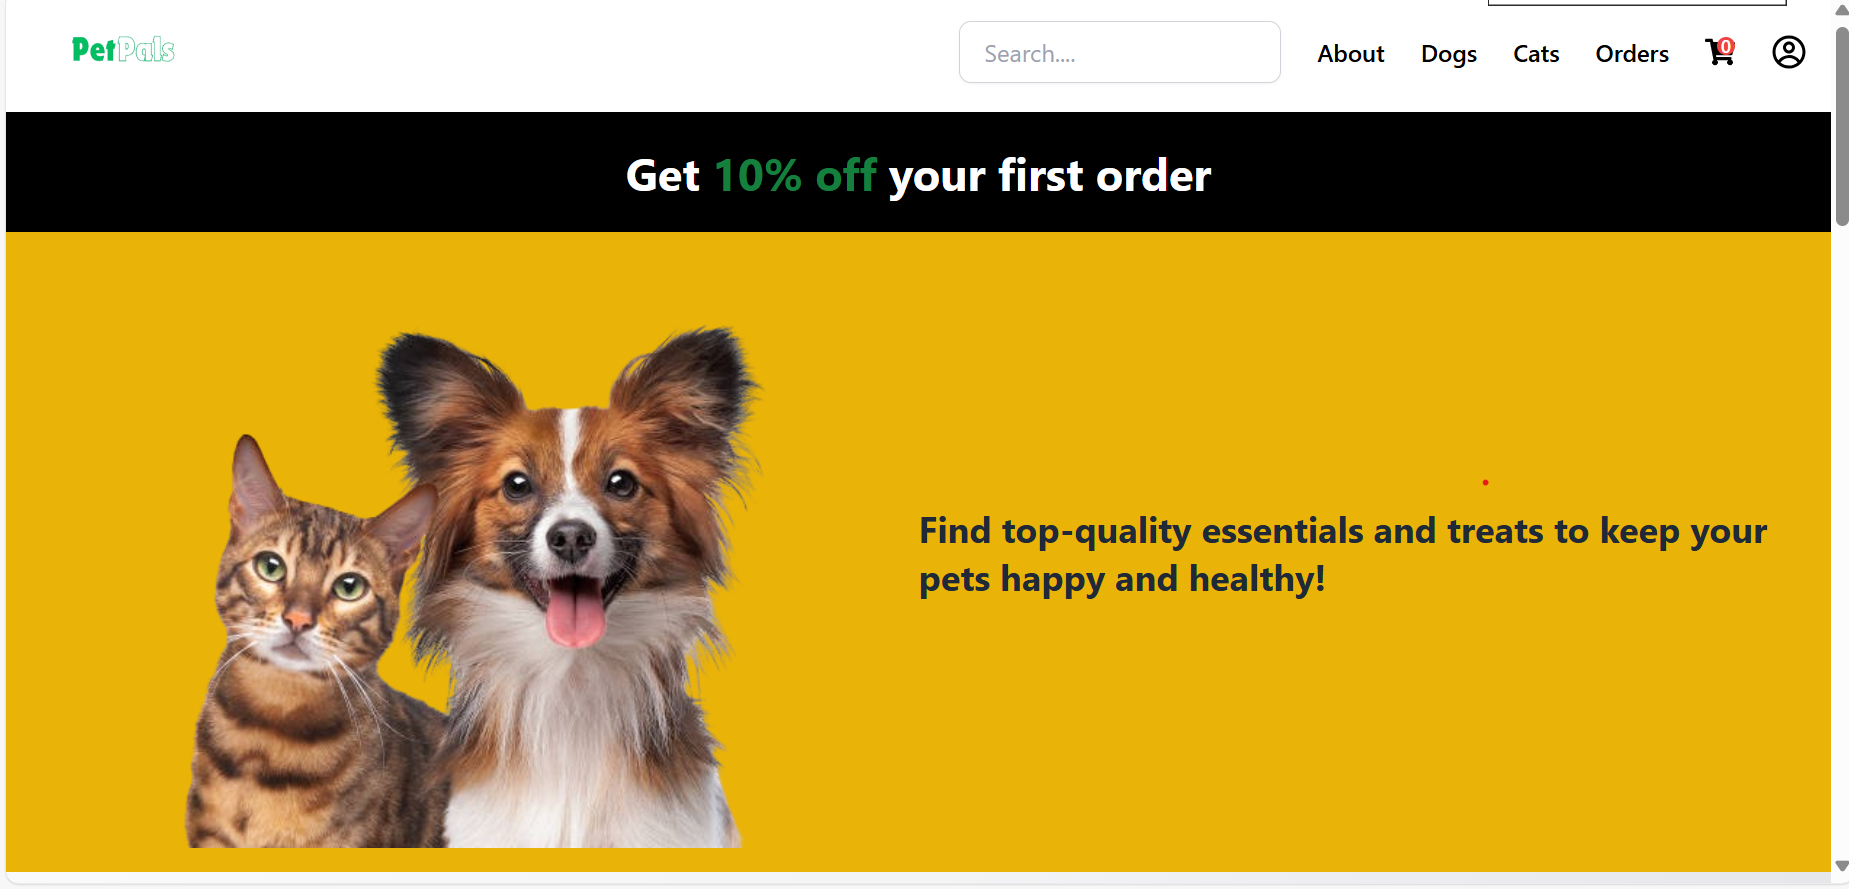 PetPals
Search....
About
Dogs
Cats
Orders
0
Get 10% off your first order
Find top-quality essentials and treats to keep your
pets happy and healthy!